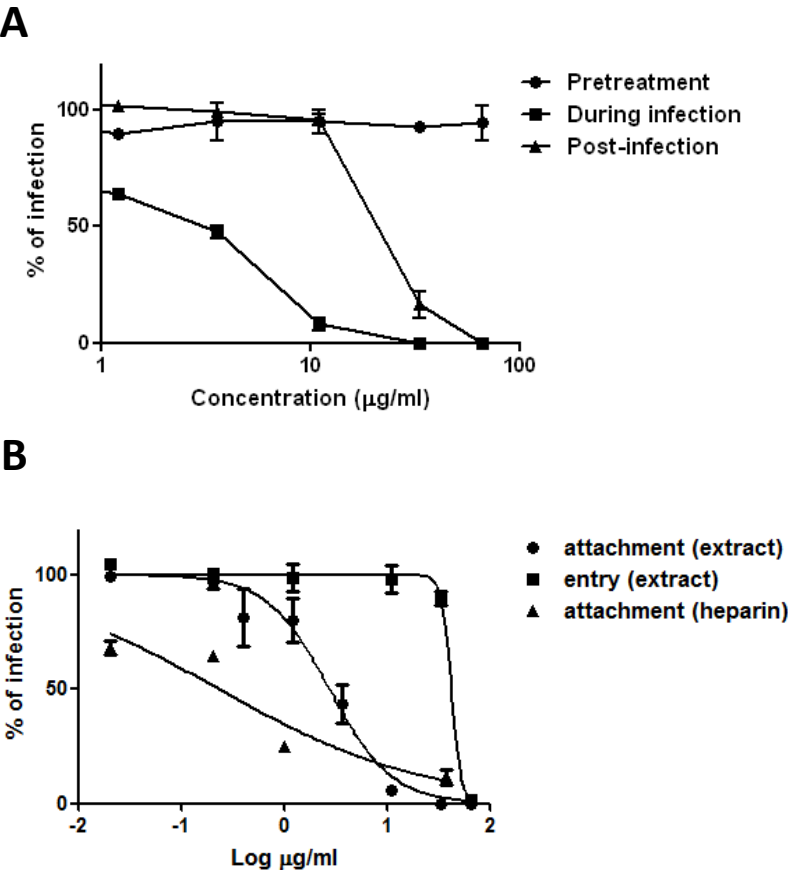 A
Pretreatment
During infection
Post-infection
100
50
0
% of infection
1 10 100
Concentration (μg/ml)
B
attachment (extract)
entry (extract)
attachment (heparin)
100
50
0
% of infection
-2 -1 0 1 2
Log μg/ml